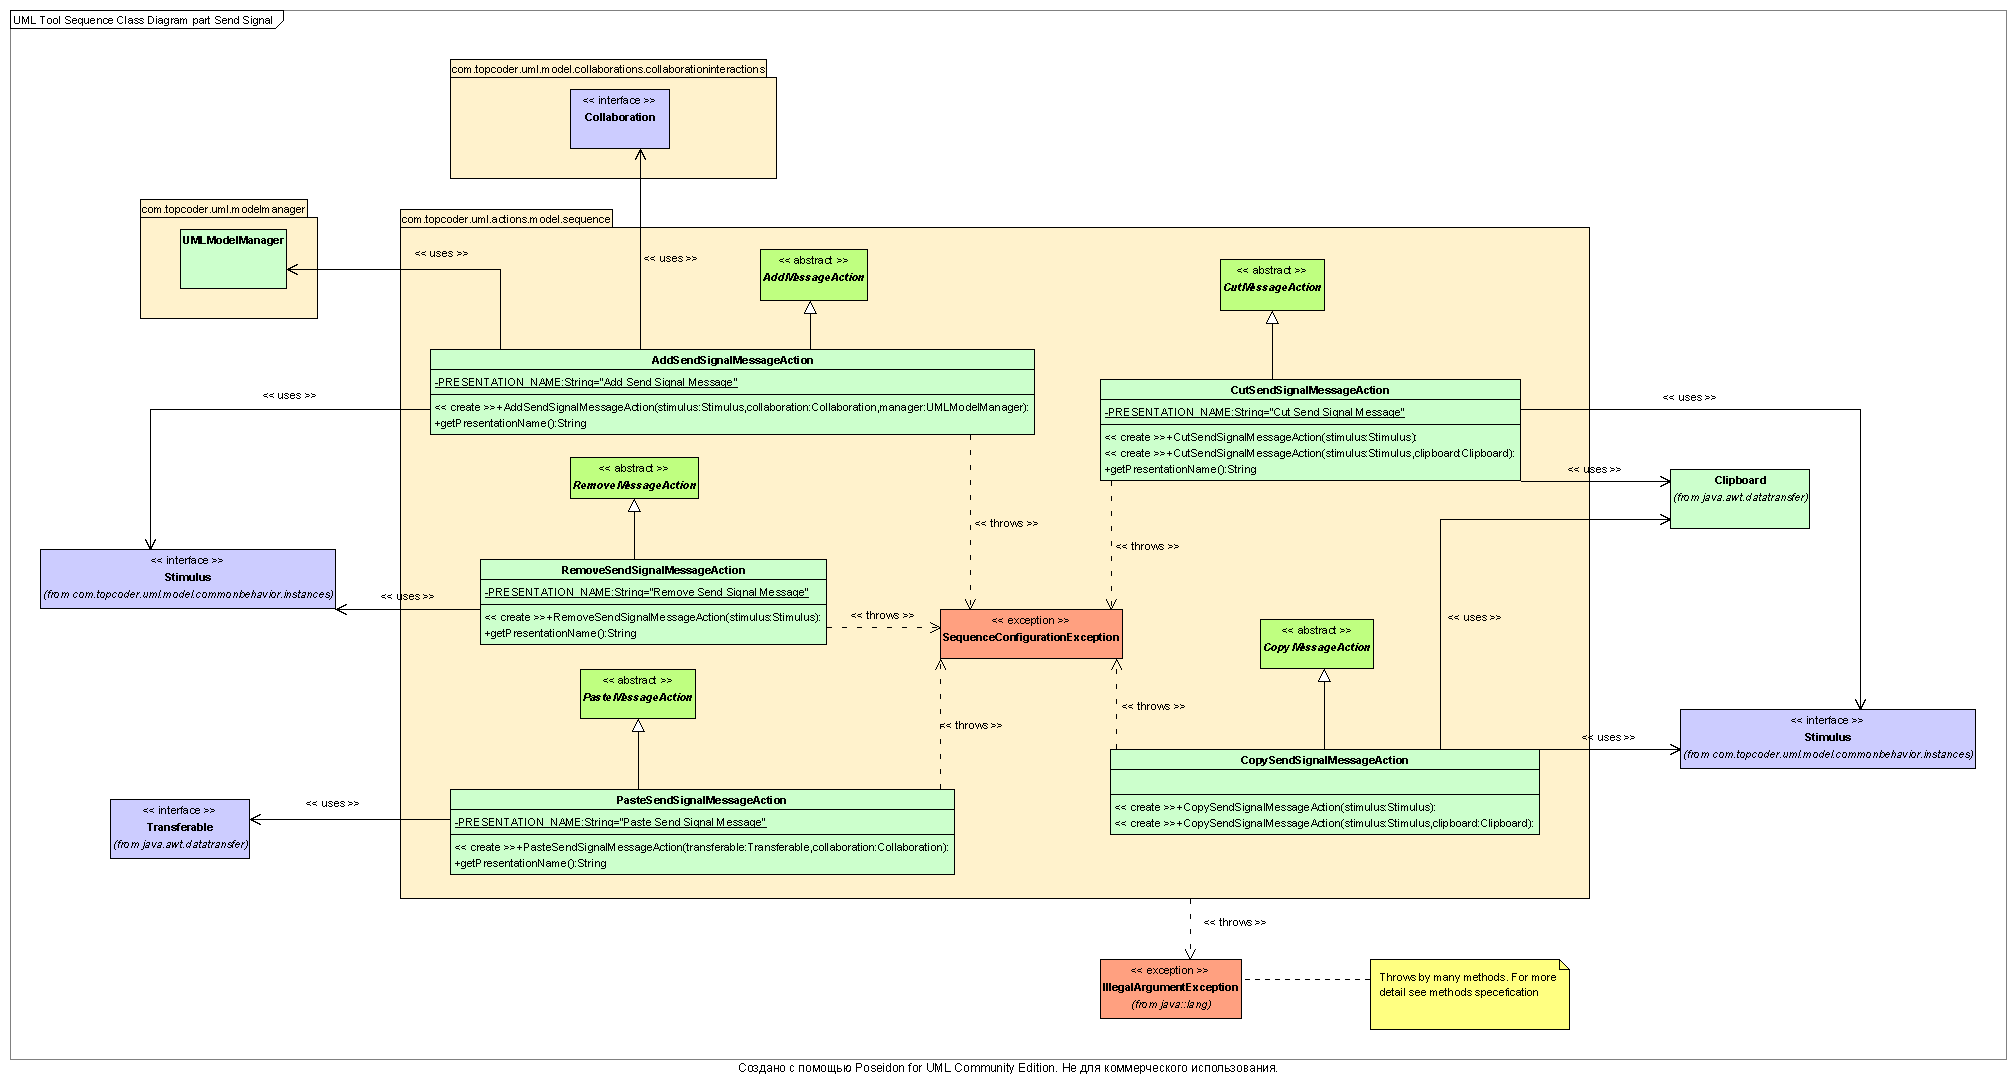 UML Tool Sequence Class Diagram part Send Signal
com.topcoder.uml.model.collaborations.collaborationinteractions
<< interface >>
Collaboration
com.topcoder.uml.modelmanager
UMLModelManager
com.topcoder.uml.actions.model.sequence
<< uses >>
<< uses >>
<< abstract >>
AddMessageAction
<< abstract >>
CutMessageAction
AddSendSignalMessageAction
-PRESENTATION_NAME:String="Add Send Signal Message"
<< create >>+AddSendSignalMessageAction(stimulus:Stimulus,collaboration:Collaboration,manager:UMLModelManager):
+getPresentationName():String
<< uses >>
CutSendSignalMessageAction
-PRESENTATION_NAME:String="Cut Send Signal Message"
<< create >>+CutSendSignalMessageAction(stimulus:Stimulus):
<< create >>+CutSendSignalMessageAction(stimulus:Stimulus,clipboard:Clipboard):
+getPresentationName():String
<< uses >>
<< uses >>
Clipboard
(from java.awt.datatransfer)
<< abstract >>
RemoveMessageAction
<< throws >>
<< throws >>
<< interface >>
Stimulus
(from com.topcoder.uml.model.commonbehavior.instances)
<< uses >>
RemoveSendSignalMessageAction
-PRESENTATION_NAME:String="Remove Send Signal Message"
<< create >>+RemoveSendSignalMessageAction(stimulus:Stimulus):
+getPresentationName():String
<< throws >>
<< exception >>
SequenceConfigurationException
<< uses >>
<< abstract >>
CopyMessageAction
<< abstract >>
PasteMessageAction
<< throws >>
<< throws >>
<< uses >>
<< interface >>
Stimulus
(from com.topcoder.uml.model.commonbehavior.instances)
CopySendSignalMessageAction
<< create >>+CopySendSignalMessageAction(stimulus:Stimulus):
<< create >>+CopySendSignalMessageAction(stimulus:Stimulus,clipboard:Clipboard):
<< interface >>
Transferable
(from java.awt.datatransfer)
<< uses >>
PasteSendSignalMessageAction
-PRESENTATION_NAME:String="Paste Send Signal Message"
<< create >>+PasteSendSignalMessageAction(transferable:Transferable,collaboration:Collaboration):
+getPresentationName():String
<< throws >>
<< exception >>
IllegalArgumentException
(from java::lang)
Throws by many methods. For more
detail see methods specefication
Создано с помощью Poseidon for UML Community Edition. Не для коммерческого использования.